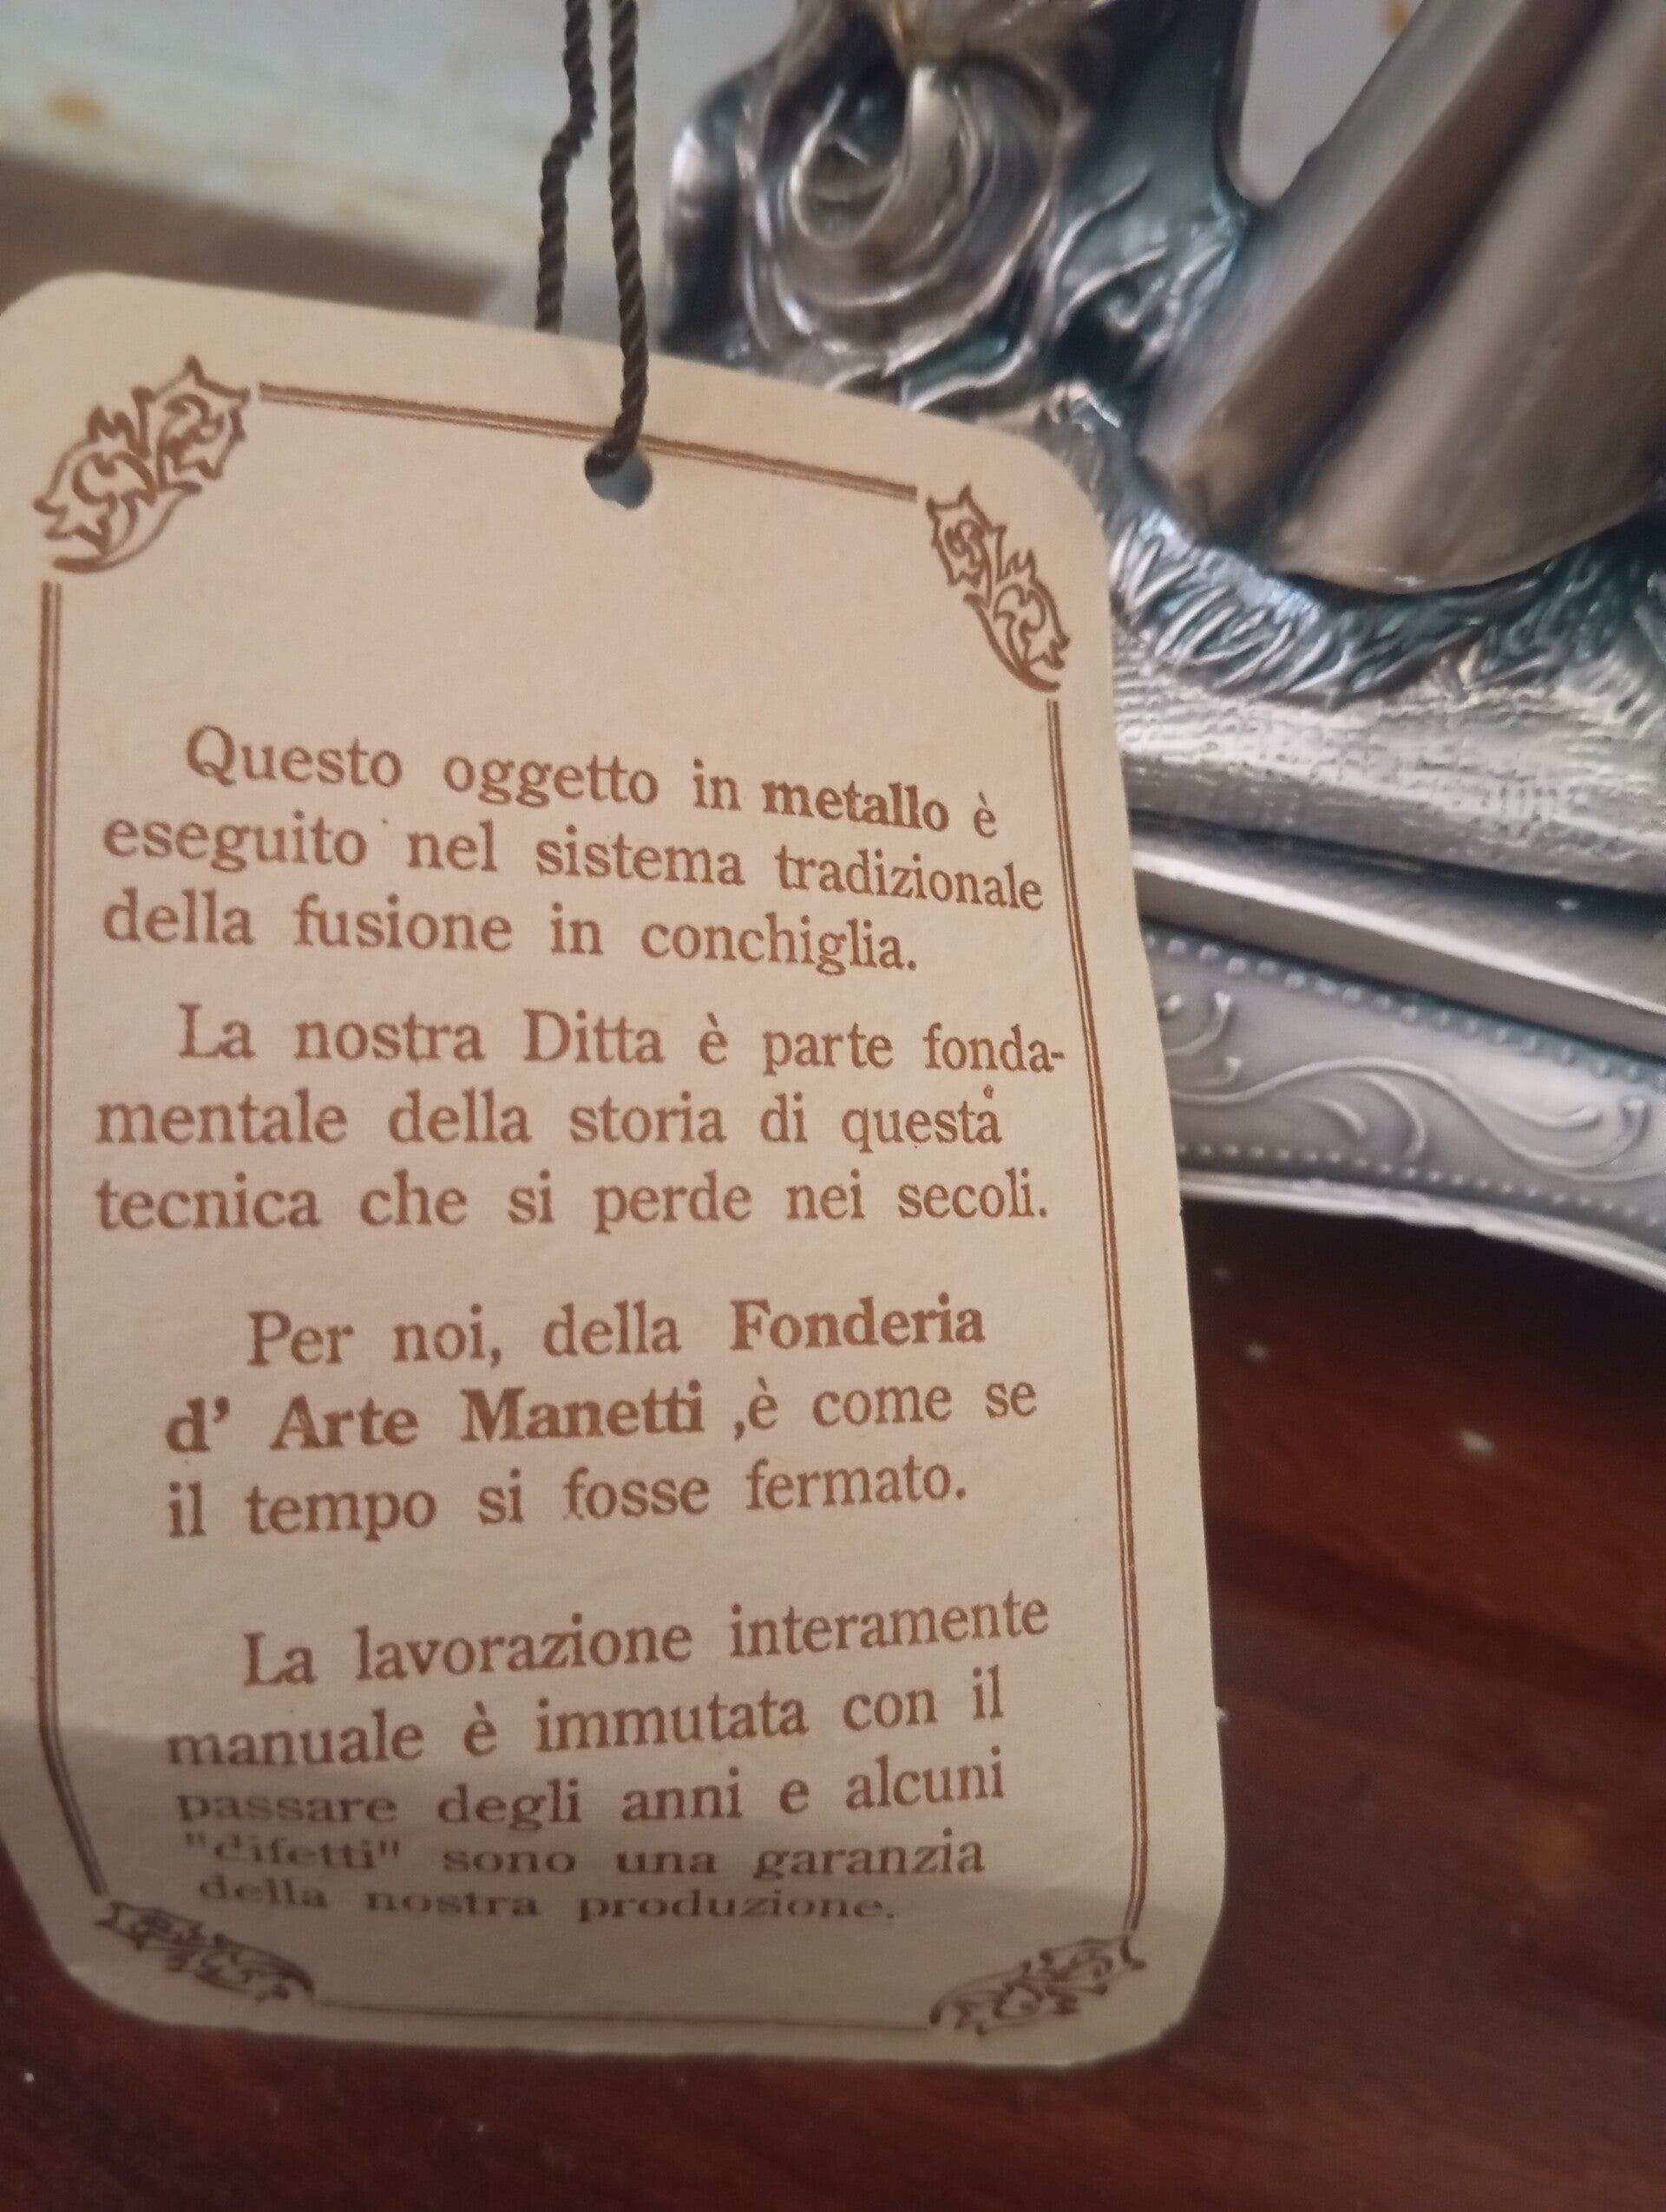 Questo oggetto in metallo è
eseguito nel sistema tradizionale
della fusione in conchiglia.
La nostra Ditta è parte fonda-
mentale della storia di questa
tecnica che si perde nei secoli.
Per noi, della Fonderia
d' Arte Manetti ,è come se
il tempo si fosse fermato.
La lavorazione interamente
manuale è immutata con il
passare degli anni e alcuni
"difetti" sono una garanzia
della nostra produzione.